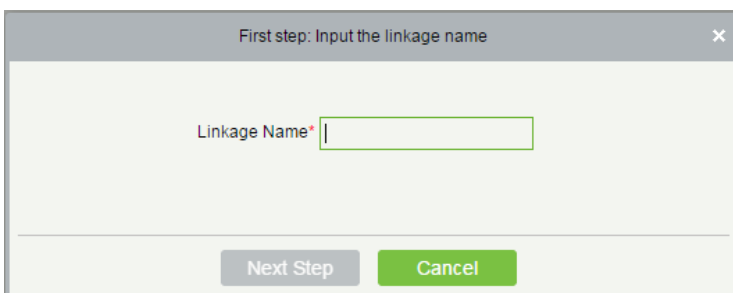 First step: Input the linkage name ×
Linkage Name*
Next Step Cancel